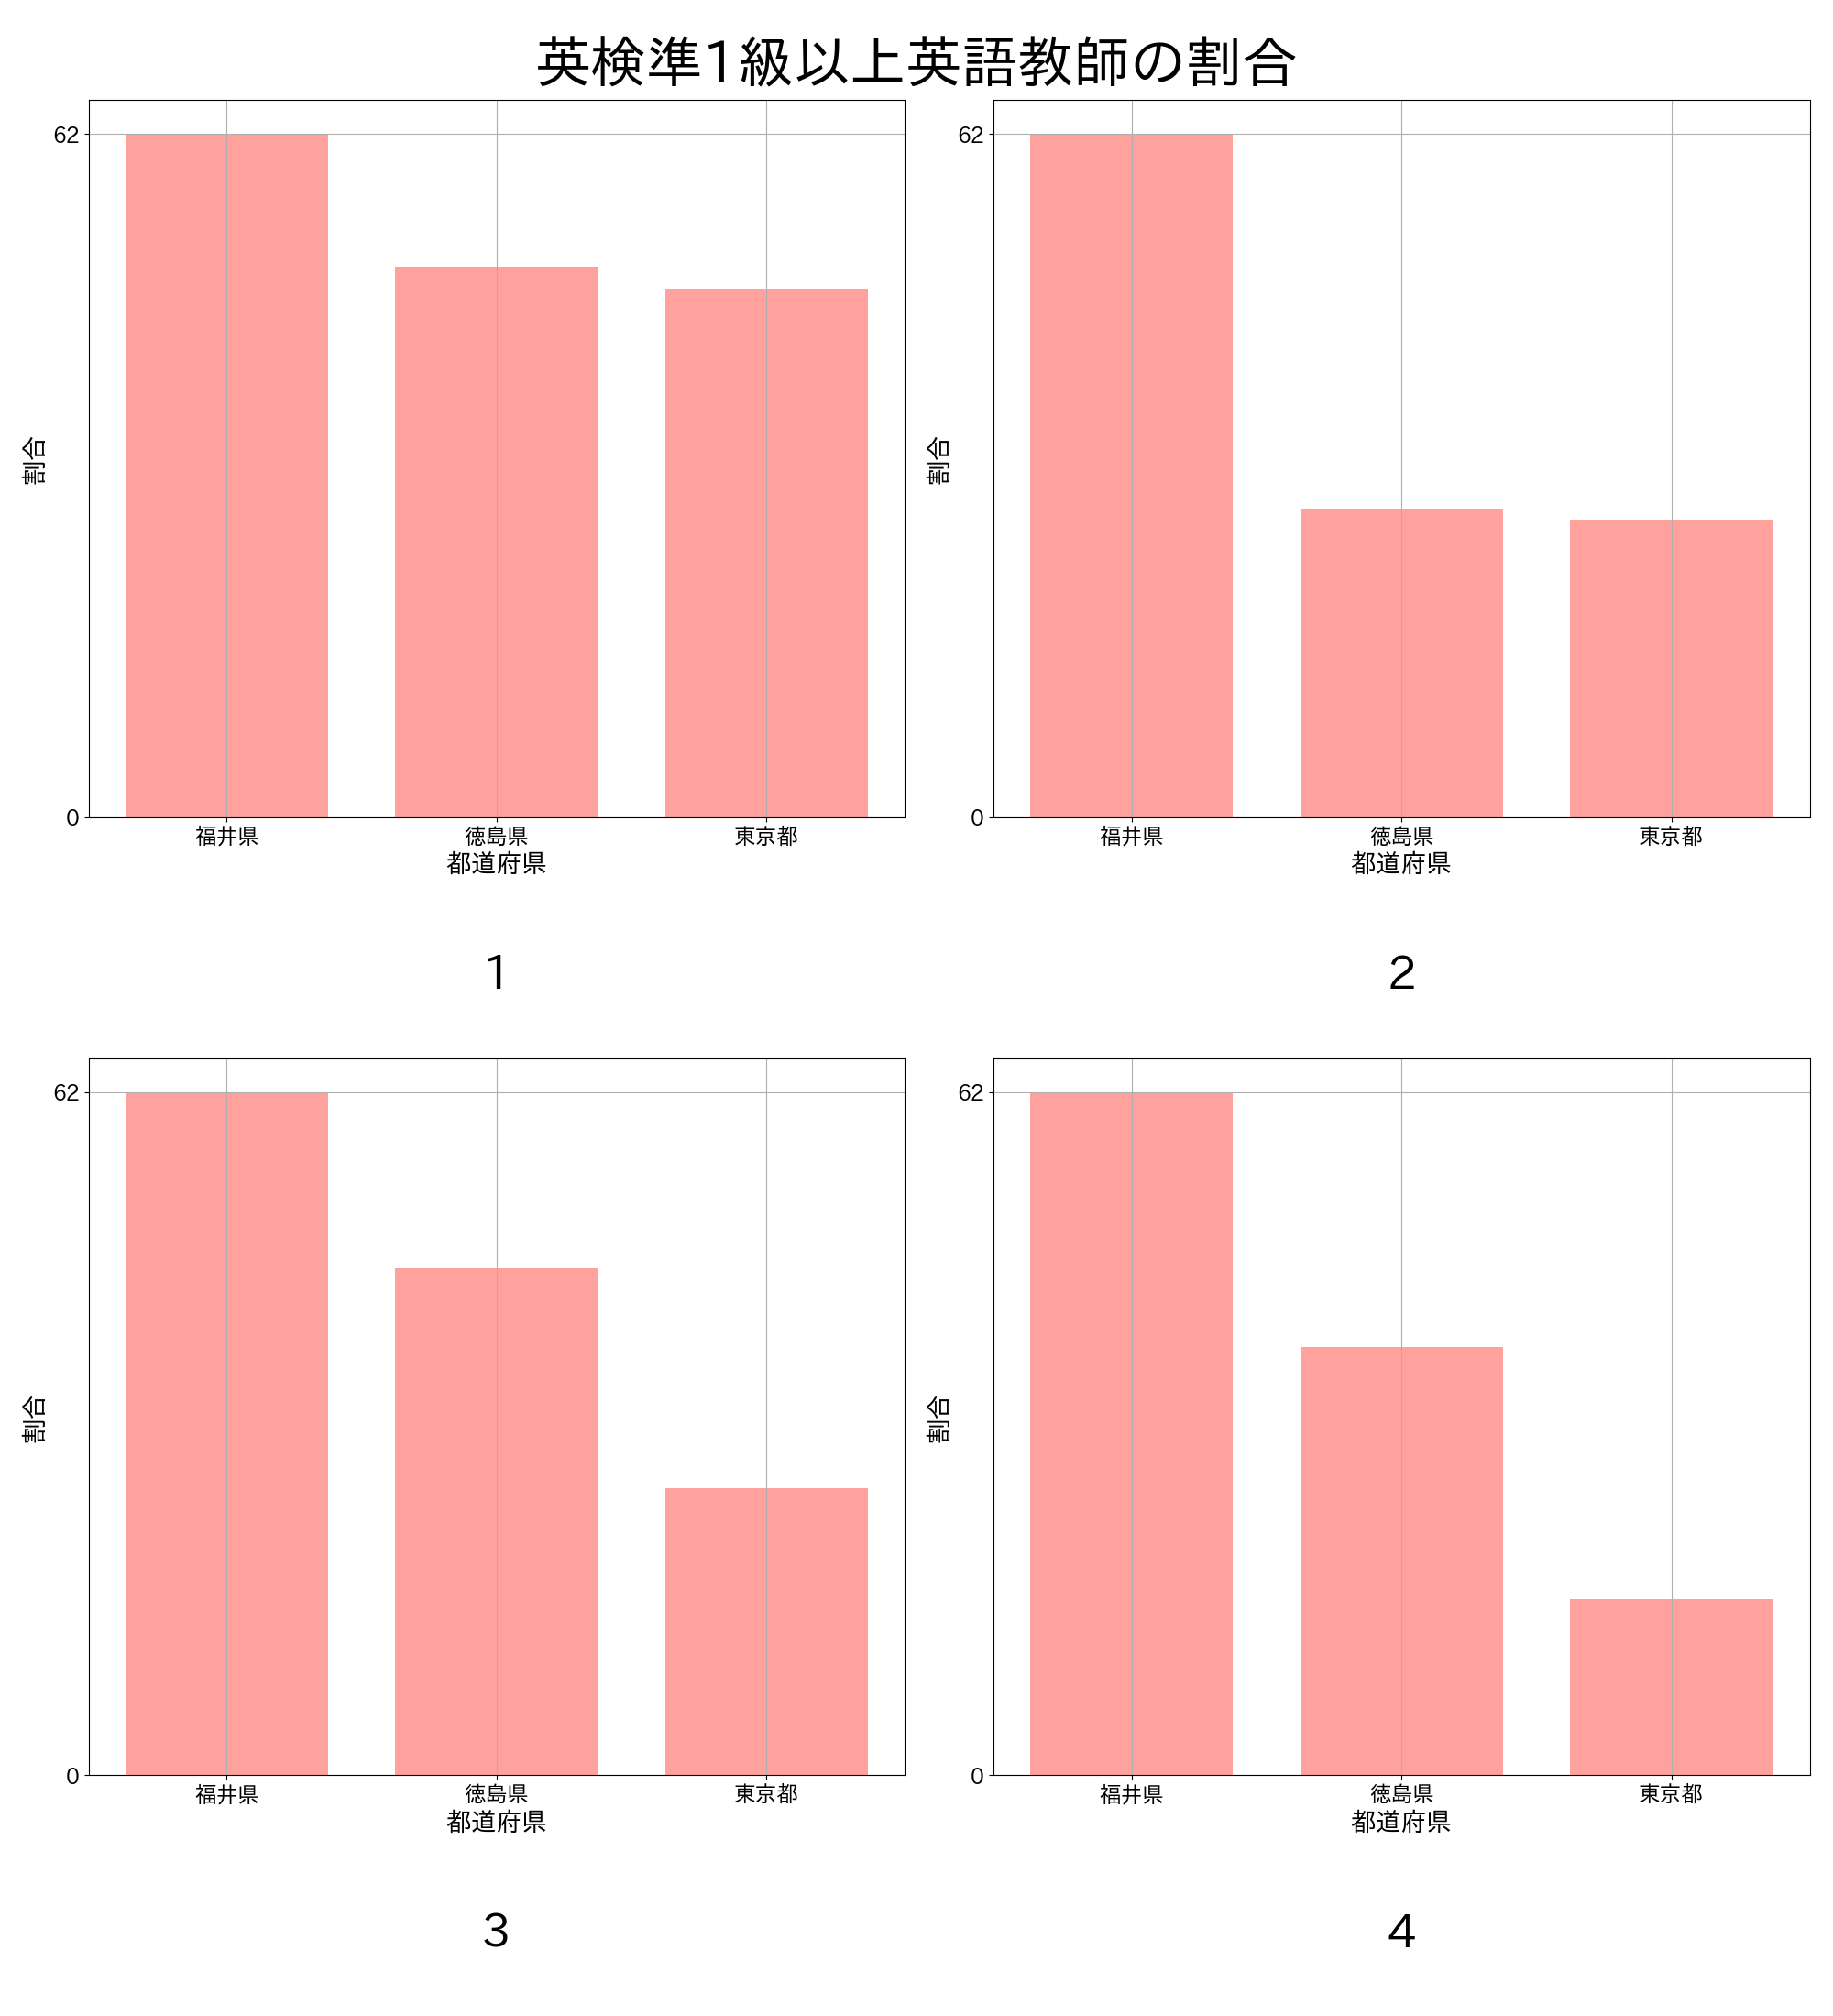 英検準1級以上英語教師の割合
62
0
割合
福井県 徳島県 東京都
都道府県
1
62
0
割合
福井県 徳島県 東京都
都道府県
2
62
0
割合
福井県 徳島県 東京都
都道府県
3
62
0
割合
福井県 徳島県 東京都
都道府県
4